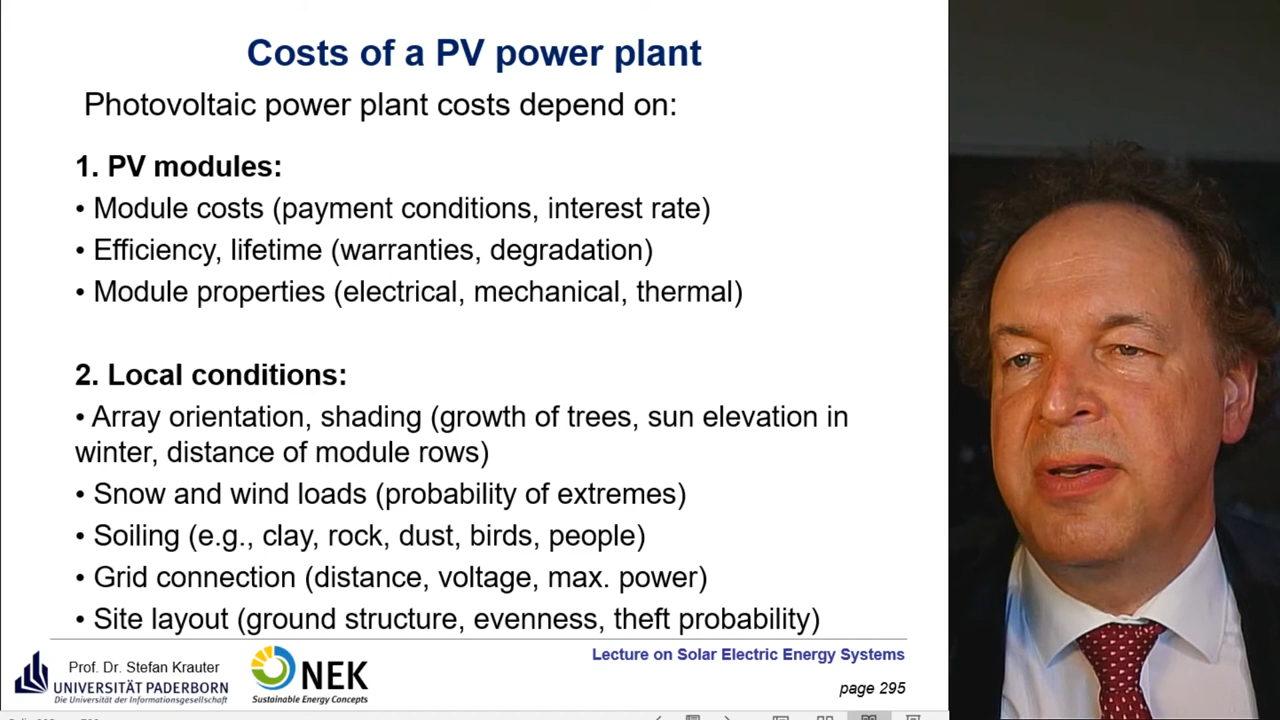 Costs of a PV power plant
Photovoltaic power plant costs depend on:
1. PV modules:
• Module costs (payment conditions, interest rate)
• Efficiency, lifetime (warranties, degradation)
• Module properties (electrical, mechanical, thermal)
2. Local conditions:
• Array orientation, shading (growth of trees, sun elevation in
winter, distance of module rows)
• Snow and wind loads (probability of extremes)
• Soiling (e.g., clay, rock, dust, birds, people)
• Grid connection (distance, voltage, max. power)
• Site layout (ground structure, evenness, theft probability)
Prof. Dr. Stefan Krauter
UNIVERSITÄT PADERBORN
Die Universität der Informationsgesellschaft
NEK
Sustainable Energy Concepts
Lecture on Solar Electric Energy Systems
page 295